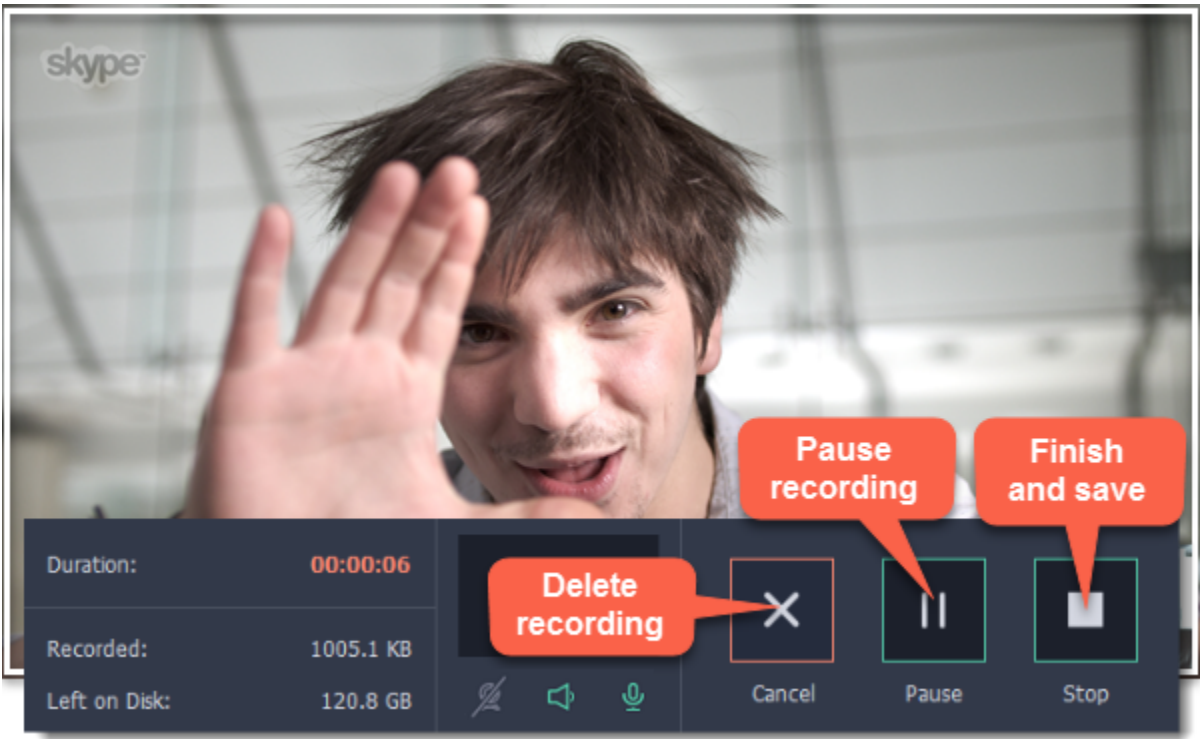 skype
Pause
recording
Finish
and save
Delete
recording
Duration: 00:00:06
Recorded: 1005.1 KB
Left on Disk: 120.8 GB
Cancel
Pause
Stop